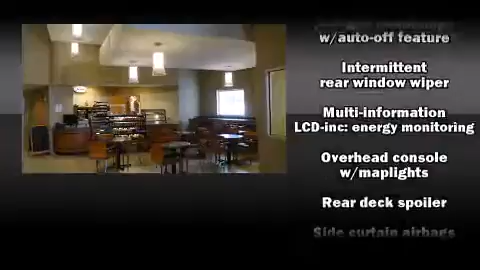 w/auto-off feature
Intermittent
rear window wiper
Multi-information
LCD-inc: energy monitoring
Overhead console
w/maplights
Rear deck spoiler
Side curtain airbags